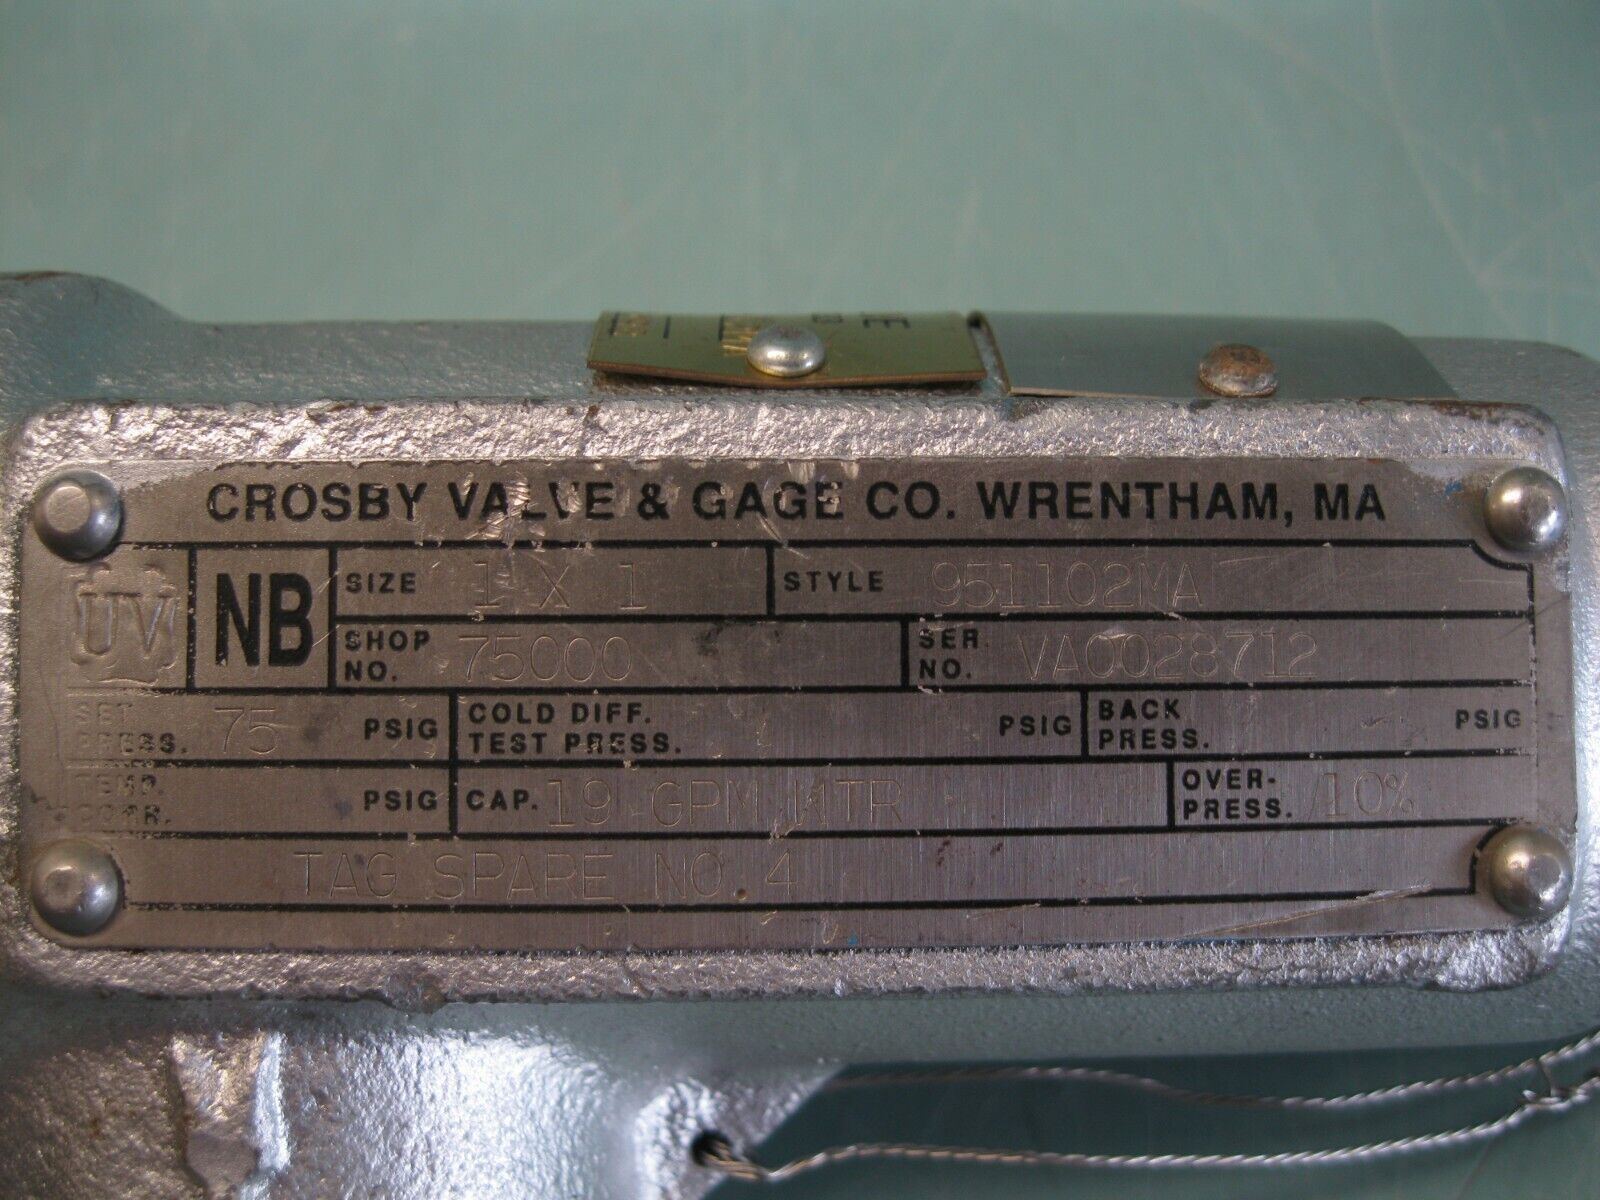 CROSBY VALVE & GAGE CO. WRENTHAM, MA
UV NB SIZE 1 X 1 STYLE 951102MA
SHOP NO. 75000 SER. NO. VA0028712
SET PRESS. 75 PSIG COLD DIFF. TEST PRESS. PSIG BACK PRESS. PSIG
TEMP. CORR. PSIG CAP. 19 GPM WTR OVER- PRESS. 10%
TAG SPARE NO. 4